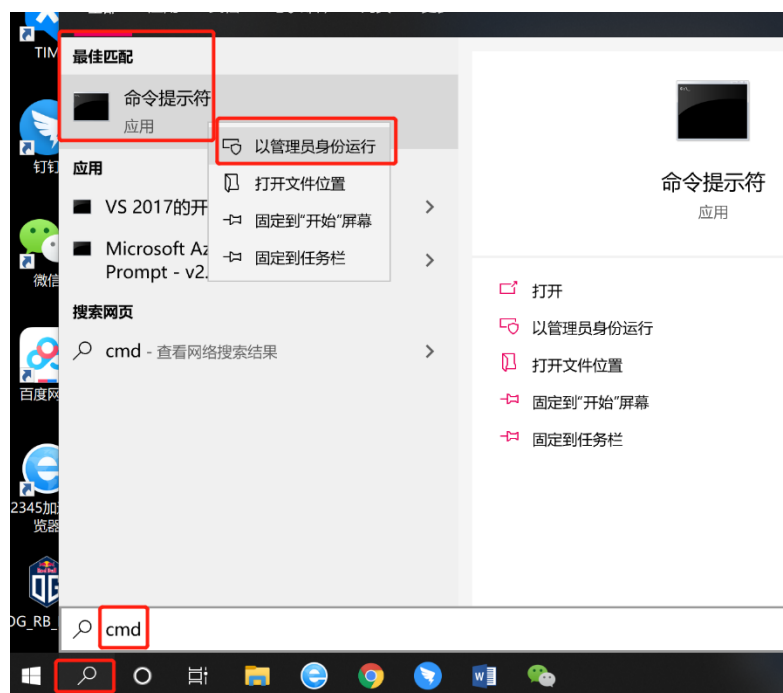 TIM
最佳匹配
命令提示符
应用
以管理员身份运行
打开文件位置
固定到"开始"屏幕
固定到任务栏
应用
VS 2017的开
Microsoft Az
Prompt - v2.
搜索网页
cmd - 查看网络搜索结果
命令提示符
应用
打开
以管理员身份运行
打开文件位置
固定到"开始"屏幕
固定到任务栏
钉钉
微信
百度网
2345加
览器
OG_RB_
cmd